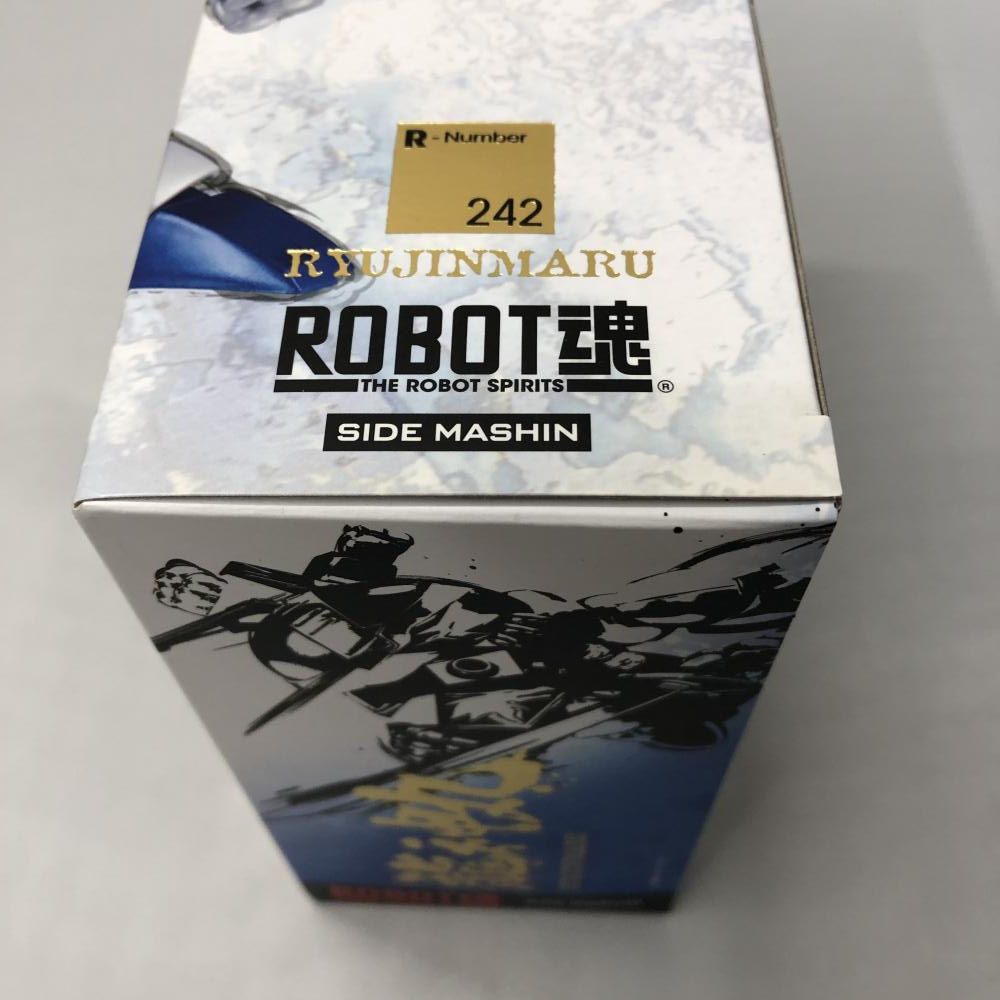 R - Number
242
RYUJINMARU
ROBOT魂
THE ROBOT SPIRITS ®
SIDE MASHIN